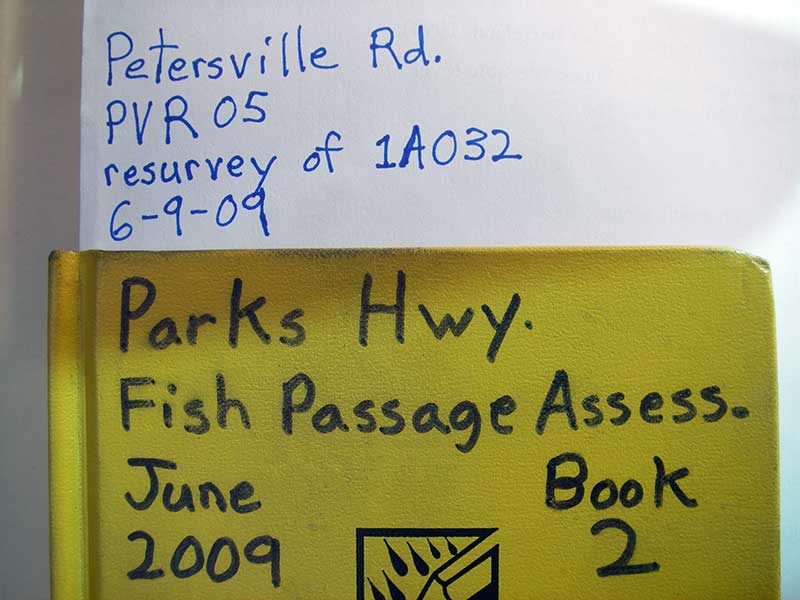 Petersville Rd.
PVR 05
resurvey of 1A032
6-9-09
Parks Hwy.
Fish Passage Assess.
June Book
2009 2